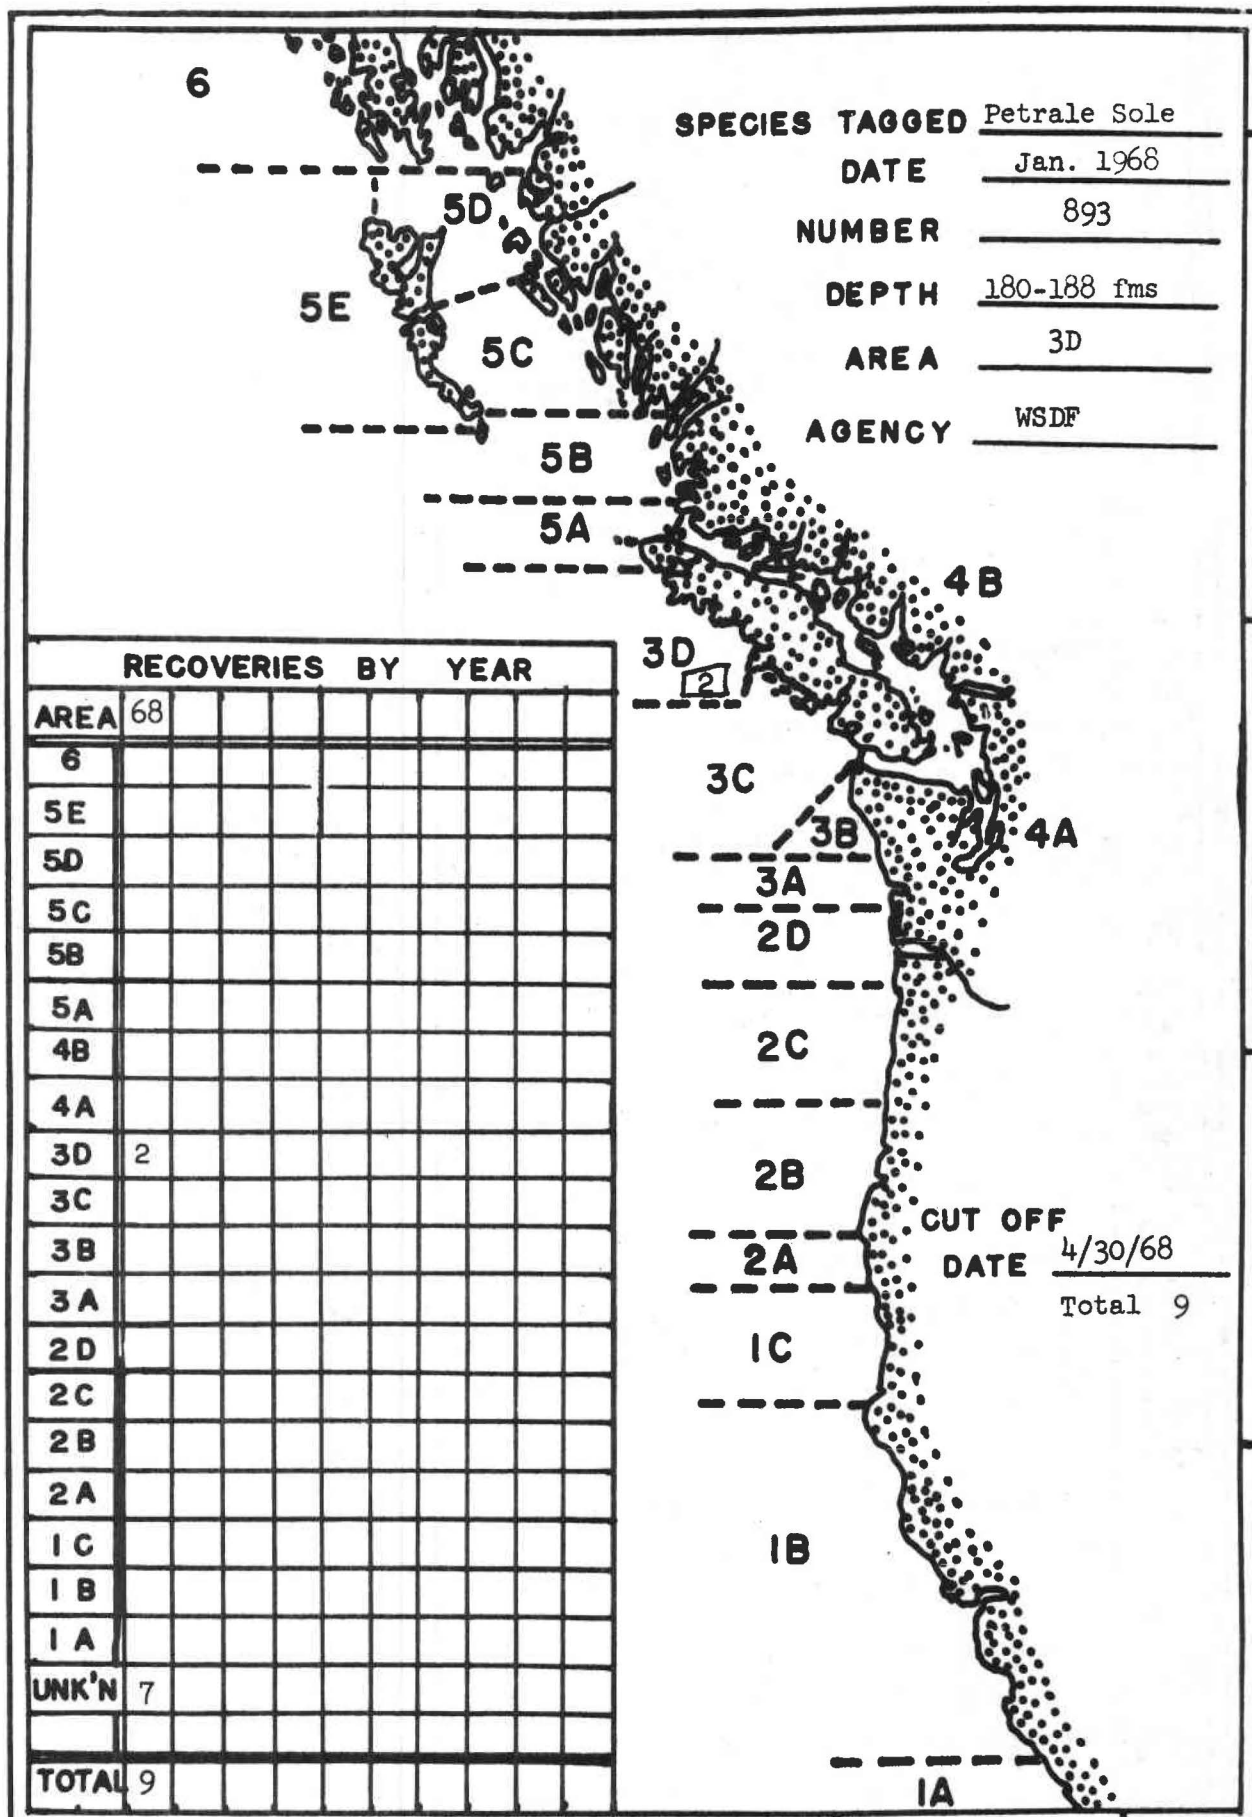 6
SPECIES TAGGED Petrale Sole
DATE Jan. 1968
5D
NUMBER 893
5E
DEPTH 180-188 fms
5C
AREA 3D
AGENCY WSDF
5B
5A
4B
3D
2
3C
3B
4A
3A
2D
2C
2B
CUT OFF
DATE 4/30/68
2A
Total 9
1C
1B
1A
RECOVERIES BY YEAR
AREA 68
6
5E
5D
5C
5B
5A
4B
4A
3D 2
3C
3B
3A
2D
2C
2B
2A
1C
1B
1A
UNK'N 7
TOTAL 9